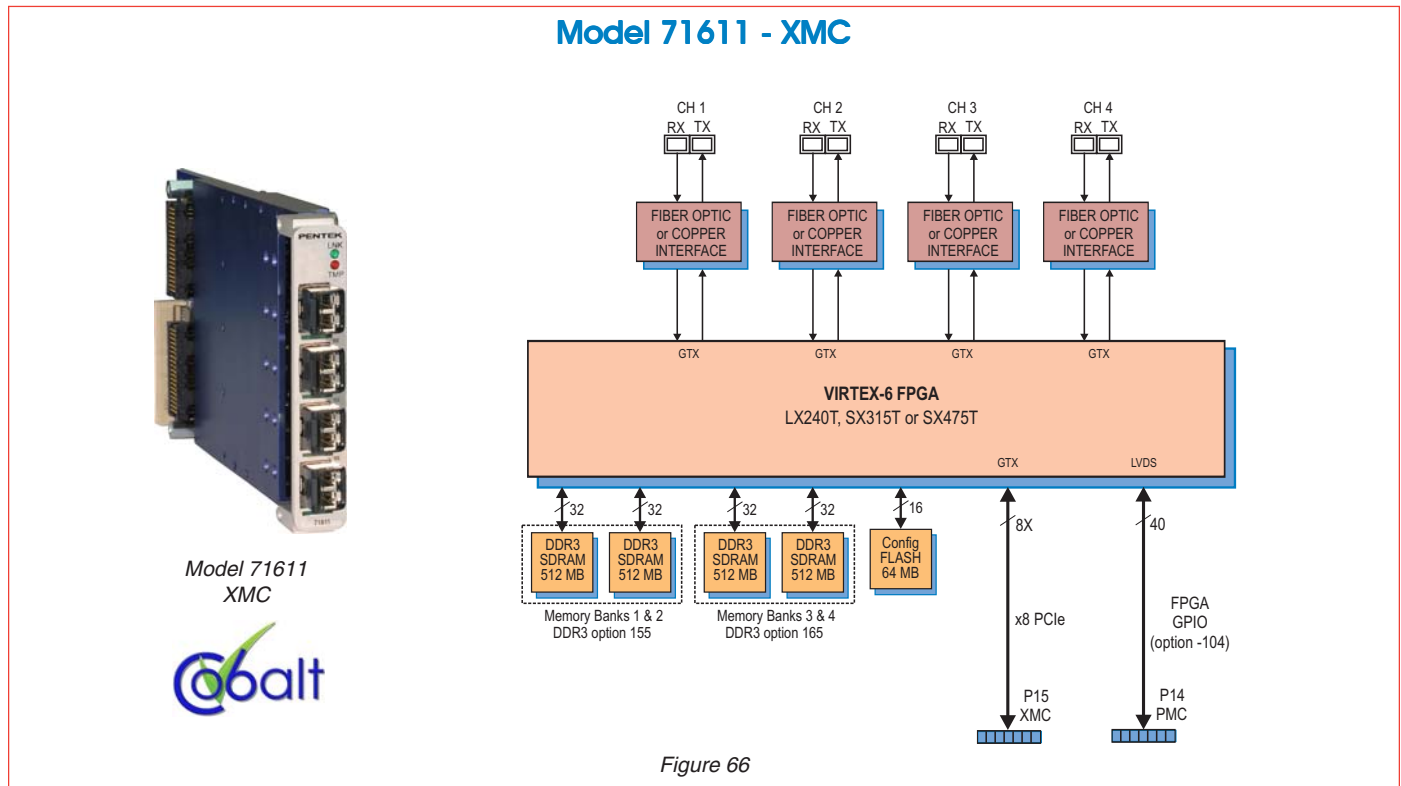 Model 71611 - XMC
CH 1
RX TX
CH 2
RX TX
CH 3
RX TX
CH 4
RX TX
FIBER OPTIC
or COPPER
INTERFACE
FIBER OPTIC
or COPPER
INTERFACE
FIBER OPTIC
or COPPER
INTERFACE
FIBER OPTIC
or COPPER
INTERFACE
GTX
GTX
GTX
GTX
VIRTEX-6 FPGA
LX240T, SX315T or SX475T
GTX
LVDS
32
32
32
32
16
8X
40
DDR3
SDRAM
512 MB
DDR3
SDRAM
512 MB
DDR3
SDRAM
512 MB
DDR3
SDRAM
512 MB
Config
FLASH
64 MB
Memory Banks 1 & 2
DDR3 option 155
Memory Banks 3 & 4
DDR3 option 165
x8 PCIe
FPGA
GPIO
(option -104)
P15
XMC
P14
PMC
PENTEK
LNK
TMP
71611
Model 71611
XMC
Cobalt
Figure 66